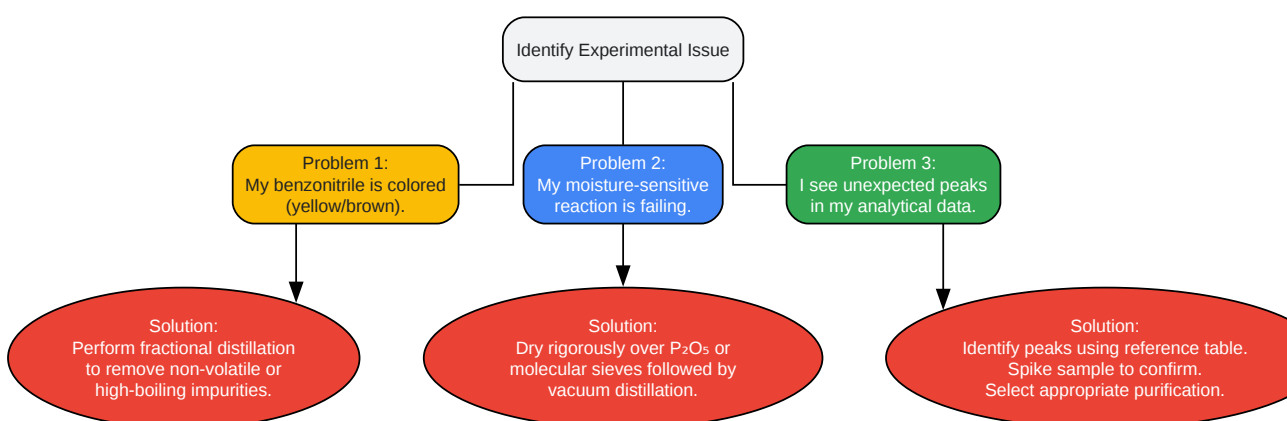 Identify Experimental Issue
Problem 1:
My benzonitrile is colored
(yellow/brown).
Problem 2:
My moisture-sensitive
reaction is failing.
Problem 3:
I see unexpected peaks
in my analytical data.
Solution:
Perform fractional distillation
to remove non-volatile or
high-boiling impurities.
Solution:
Dry rigorously over P₂O₅ or
molecular sieves followed by
vacuum distillation.
Solution:
Identify peaks using reference table.
Spike sample to confirm.
Select appropriate purification.